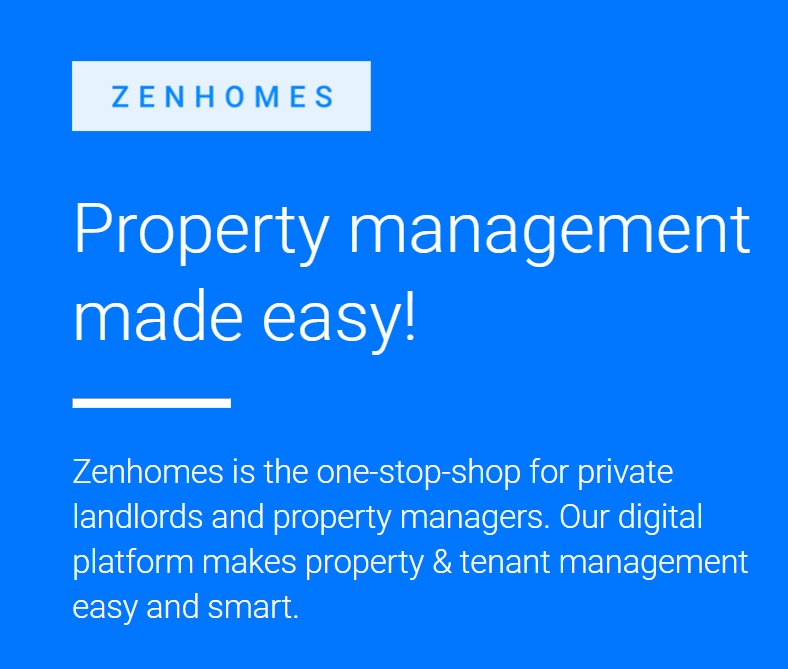 ZENHOMES
Property management
made easy!
Zenhomes is the one-stop-shop for private
landlords and property managers. Our digital
platform makes property & tenant management
easy and smart.